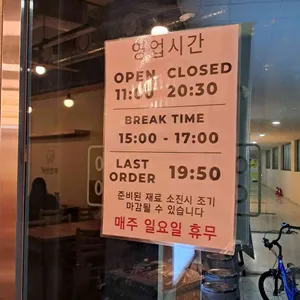 영업시간
OPEN CLOSED
11:00 20:30
BREAK TIME
15:00 - 17:00
LAST
ORDER 19:50
준비된 재료 소진시 조기
마감될 수 있습니다
매주 일요일 휴무